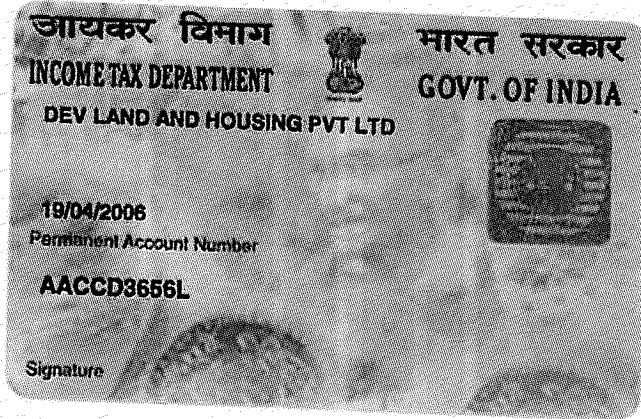 आयकर विभाग
भारत सरकार
INCOME TAX DEPARTMENT
GOVT. OF INDIA
DEV LAND AND HOUSING PVT LTD
19/04/2006
Permanent Account Number
AACCD3656L
Signature